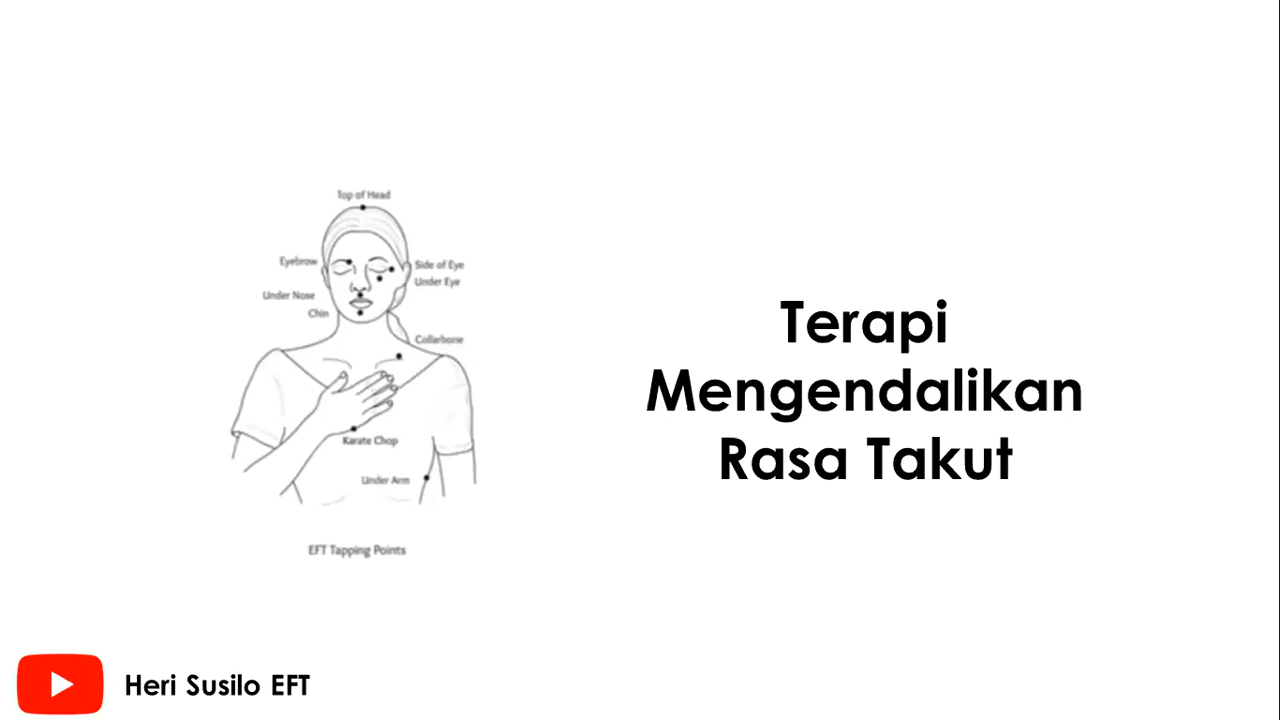 Top of Head
Eyebrow
Side of Eye
Under Eye
Under Nose
Chin
Collarbone
Karate Chop
Under Arm
EFT Tapping Points
Terapi
Mengendalikan
Rasa Takut
Heri Susilo EFT